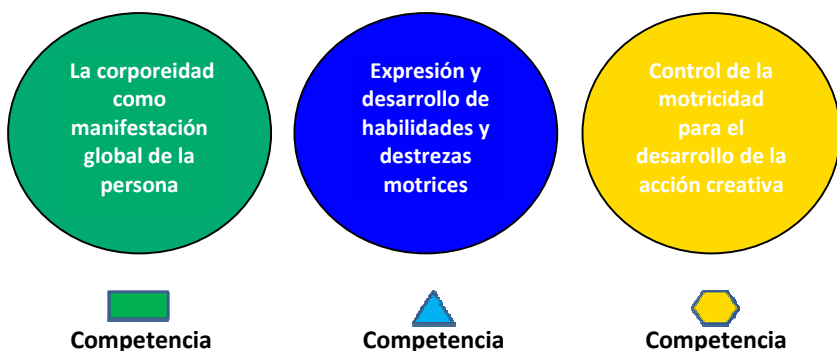 La corporeidad
como
manifestación
global de la
persona
Expresión y
desarrollo de
habilidades y
destrezas
motrices
Control de la
motricidad
para el
desarrollo de la
acción creativa
Competencia
Competencia
Competencia